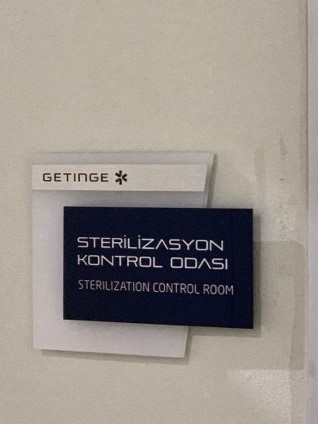 GETINGE
STERİLİZASYON
KONTROL ODASI
STERILIZATION CONTROL ROOM